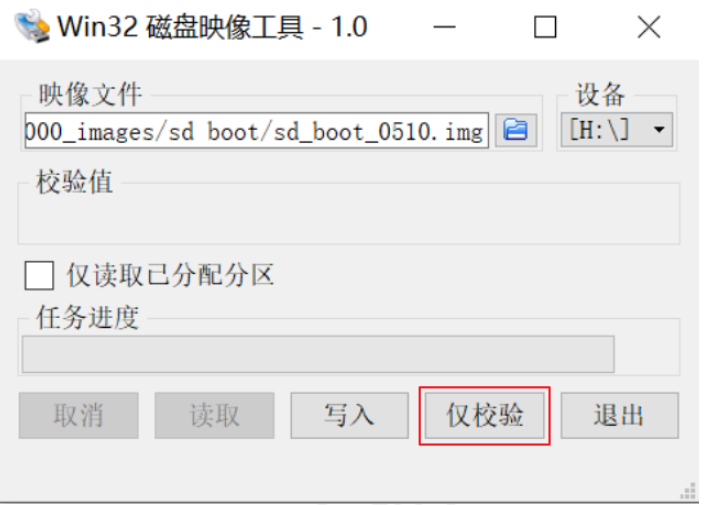 Win32 磁盘映像工具 - 1.0
映像文件
设备
000_images/sd boot/sd_boot_0510.img
[H:\]
校验值
仅读取已分配分区
任务进度
取消
读取
写入
仅校验
退出